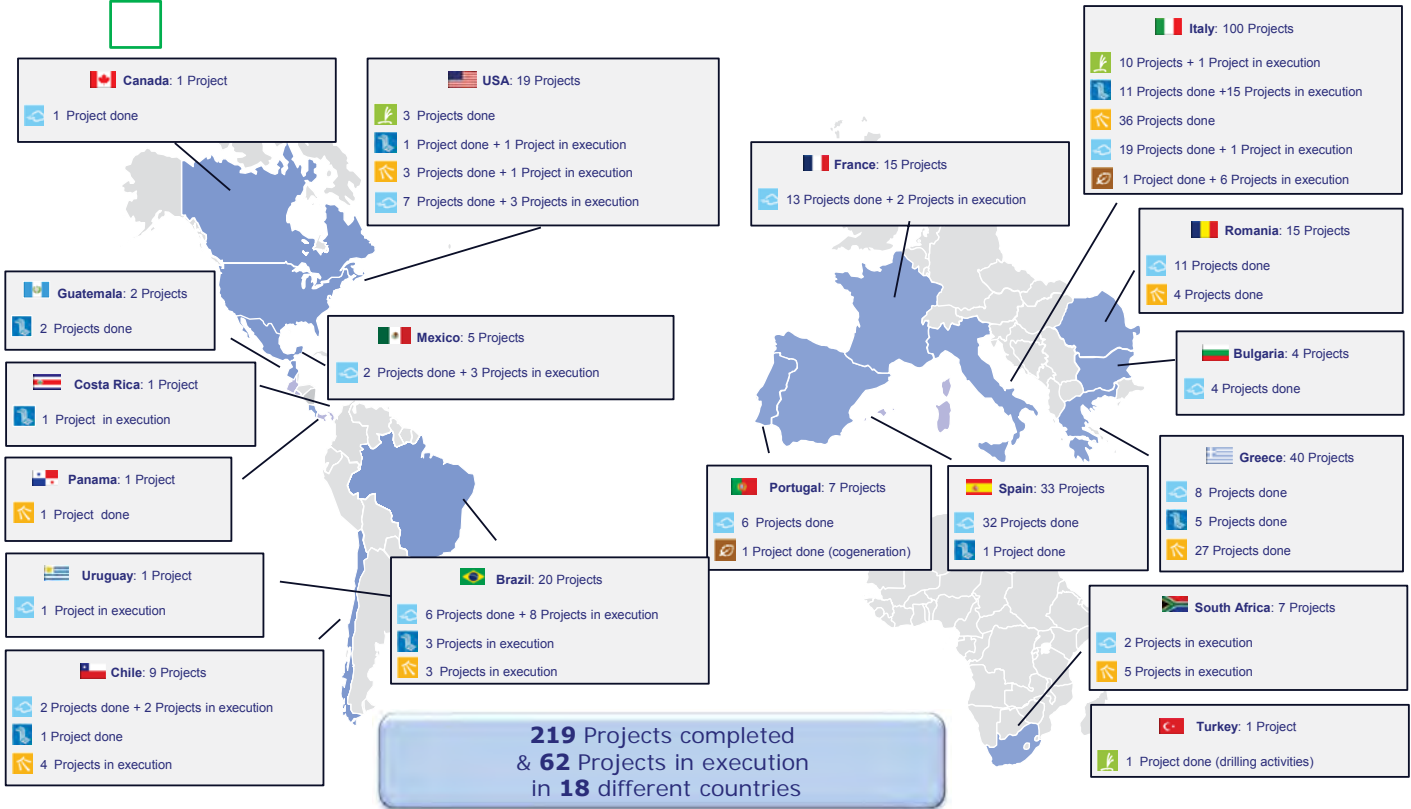 Canada: 1 Project
1 Project done
USA: 19 Projects
3 Projects done
1 Project done + 1 Project in execution
3 Projects done + 1 Project in execution
7 Projects done + 3 Projects in execution
Guatemala: 2 Projects
2 Projects done
Mexico: 5 Projects
2 Projects done + 3 Projects in execution
Costa Rica: 1 Project
1 Project in execution
Panama: 1 Project
1 Project done
Uruguay: 1 Project
1 Project in execution
Brazil: 20 Projects
6 Projects done + 8 Projects in execution
3 Projects in execution
3 Projects in execution
Chile: 9 Projects
2 Projects done + 2 Projects in execution
1 Project done
4 Projects in execution
France: 15 Projects
13 Projects done + 2 Projects in execution
Italy: 100 Projects
10 Projects + 1 Project in execution
11 Projects done +15 Projects in execution
36 Projects done
19 Projects done + 1 Project in execution
1 Project done + 6 Projects in execution
Romania: 15 Projects
11 Projects done
4 Projects done
Bulgaria: 4 Projects
4 Projects done
Greece: 40 Projects
8 Projects done
5 Projects done
27 Projects done
Portugal: 7 Projects
6 Projects done
1 Project done (cogeneration)
Spain: 33 Projects
32 Projects done
1 Project done
South Africa: 7 Projects
2 Projects in execution
5 Projects in execution
Turkey: 1 Project
1 Project done (drilling activities)
219 Projects completed
& 62 Projects in execution
in 18 different countries